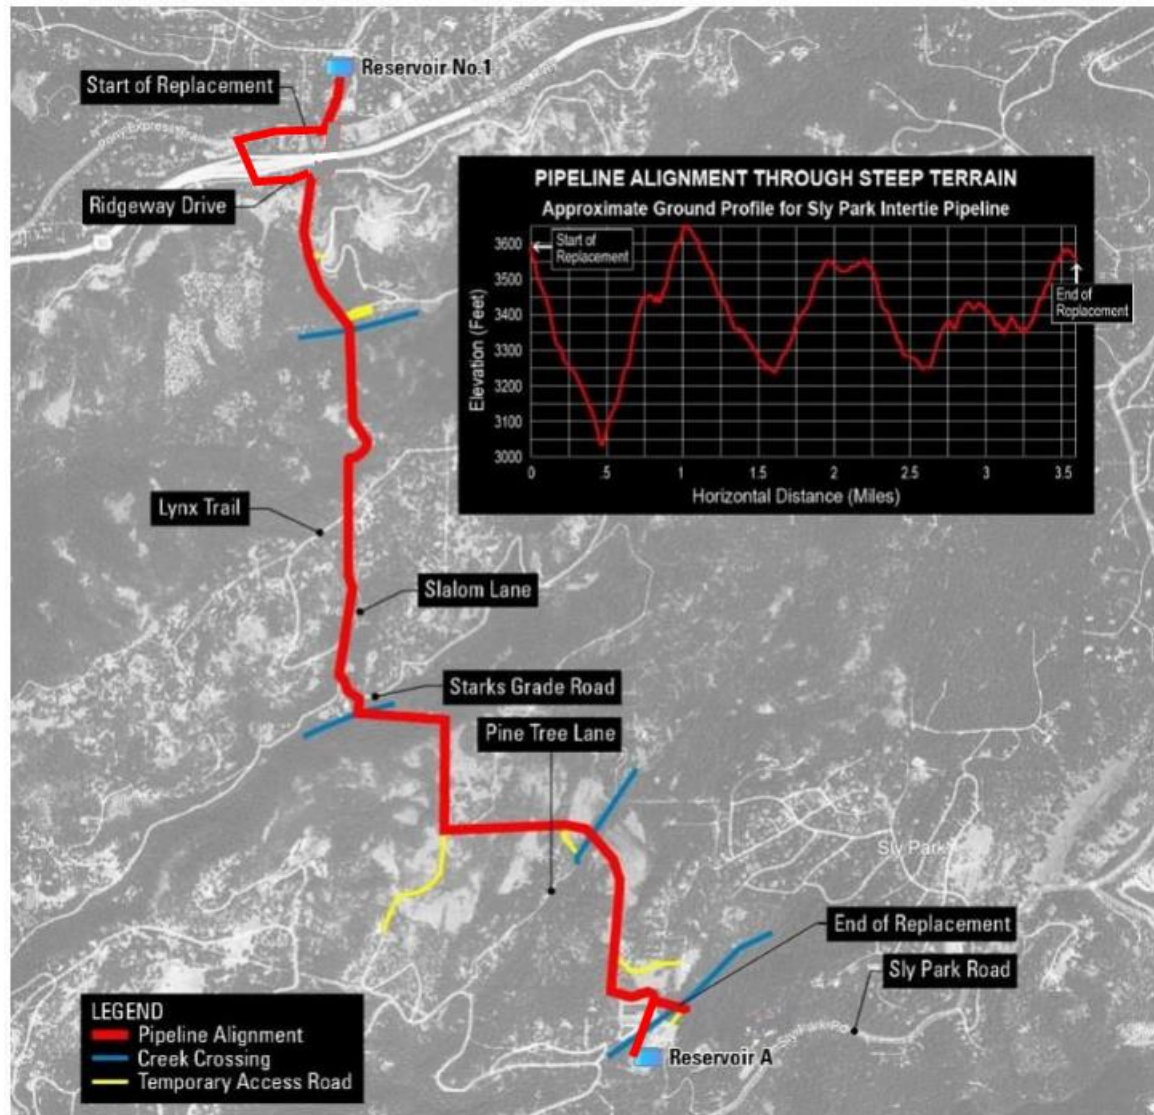 Reservoir No.1
Start of Replacement
Ridgeway Drive
PIPELINE ALIGNMENT THROUGH STEEP TERRAIN
Approximate Ground Profile for Sly Park Intertie Pipeline
Elevation (Feet)
3600
3500
3400
3300
3200
3100
3000
Start of
Replacement
End of
Replacement
0 .5 1 1.5 2 2.5 3 3.5
Horizontal Distance (Miles)
Lynx Trail
Slalom Lane
Starks Grade Road
Pine Tree Lane
Sly Park
End of Replacement
Sly Park Road
Reservoir A
LEGEND
Pipeline Alignment
Creek Crossing
Temporary Access Road